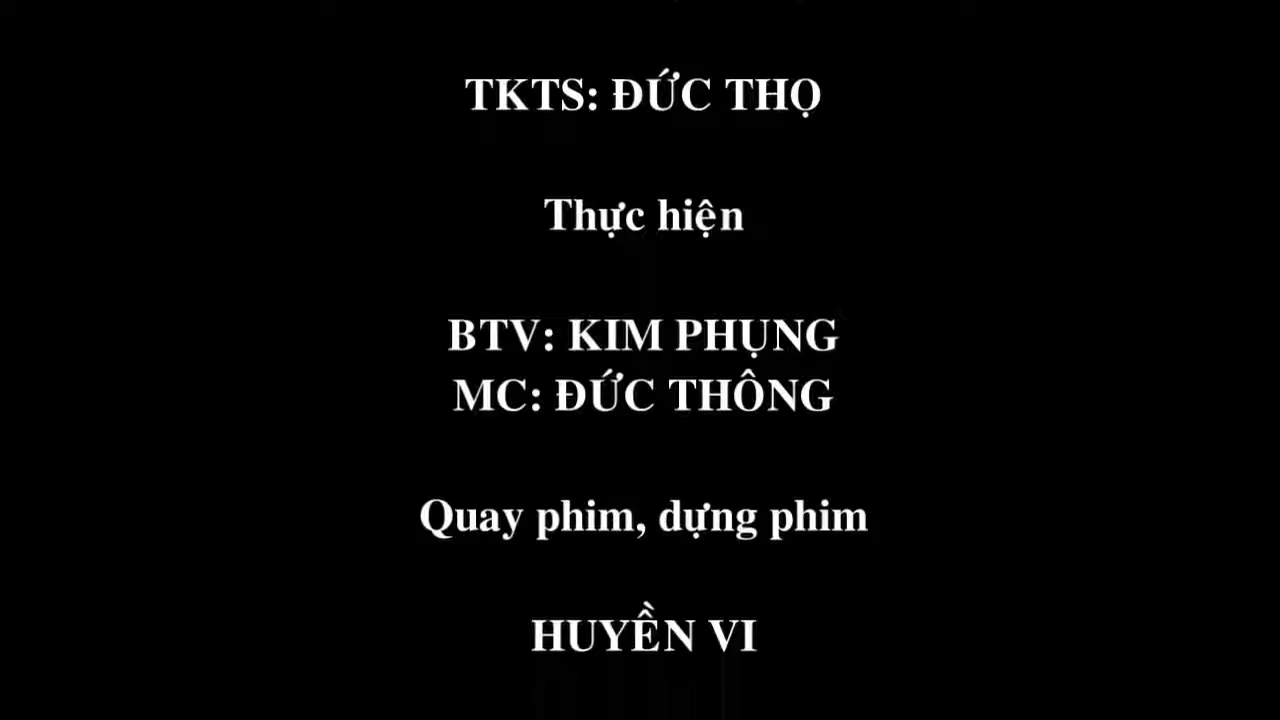 TKTS: ĐỨC THỌ
Thực hiện
BTV: KIM PHỤNG
MC: ĐỨC THÔNG
Quay phim, dựng phim
HUYỀN VI